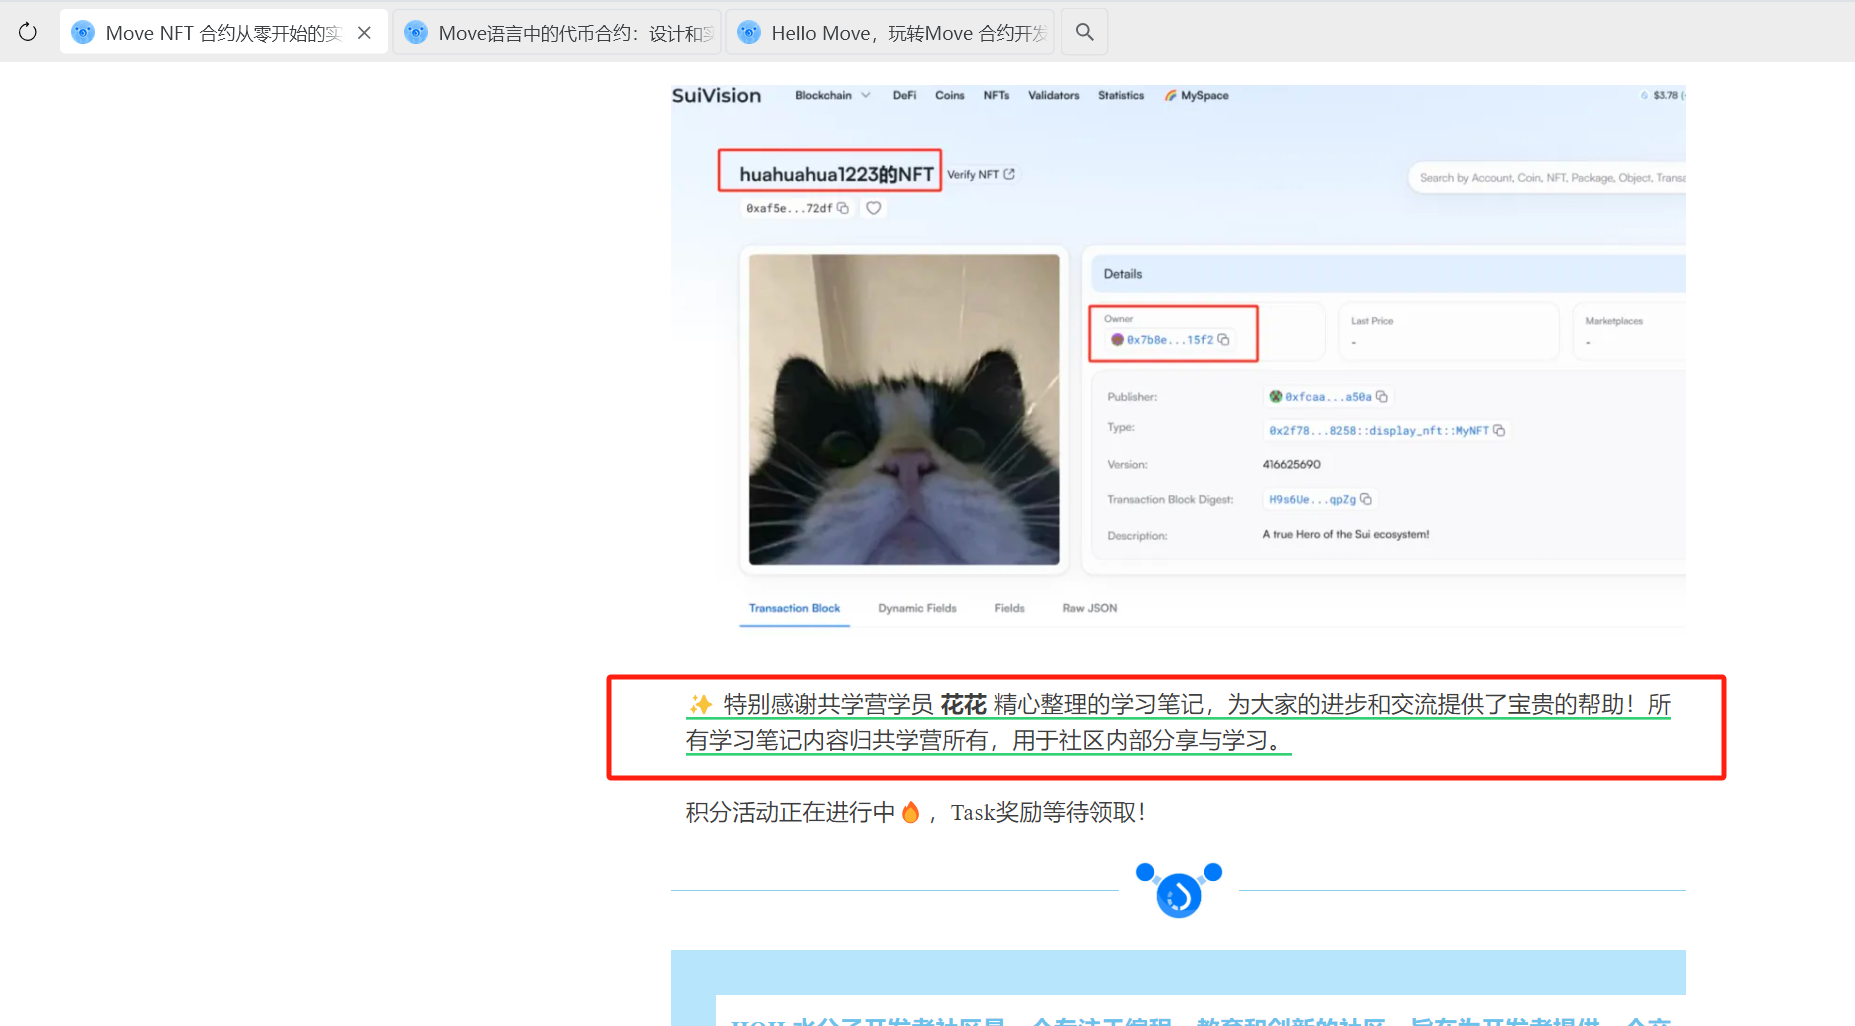 Move NFT 合约从零开始的实
Move语言中的代币合约：设计和实
Hello Move，玩转Move 合约开发
SuiVision
Blockchain
DeFi
Coins
NFTs
Validators
Statistics
MySpace
$3.78 (
huahuahua1223的NFT
Verify NFT
Search by Account, Coin, NFT, Package, Object, Transa
0xaf5e...72df
Details
Owner
0x7b8e...15f2
Last Price
-
Marketplaces
-
Publisher:
0xfcaa...a50a
Type:
0x2f78...8258::display_nft::MyNFT
Version:
416625690
Transaction Block Digest:
H9s6Ue...qpZg
Description:
A true Hero of the Sui ecosystem!
Transaction Block
Dynamic Fields
Fields
Raw JSON
✨ 特别感谢共学营学员 花花 精心整理的学习笔记，为大家的进步和交流提供了宝贵的帮助！所
有学习笔记内容归共学营所有，用于社区内部分享与学习。
积分活动正在进行中🔥，Task奖励等待领取！